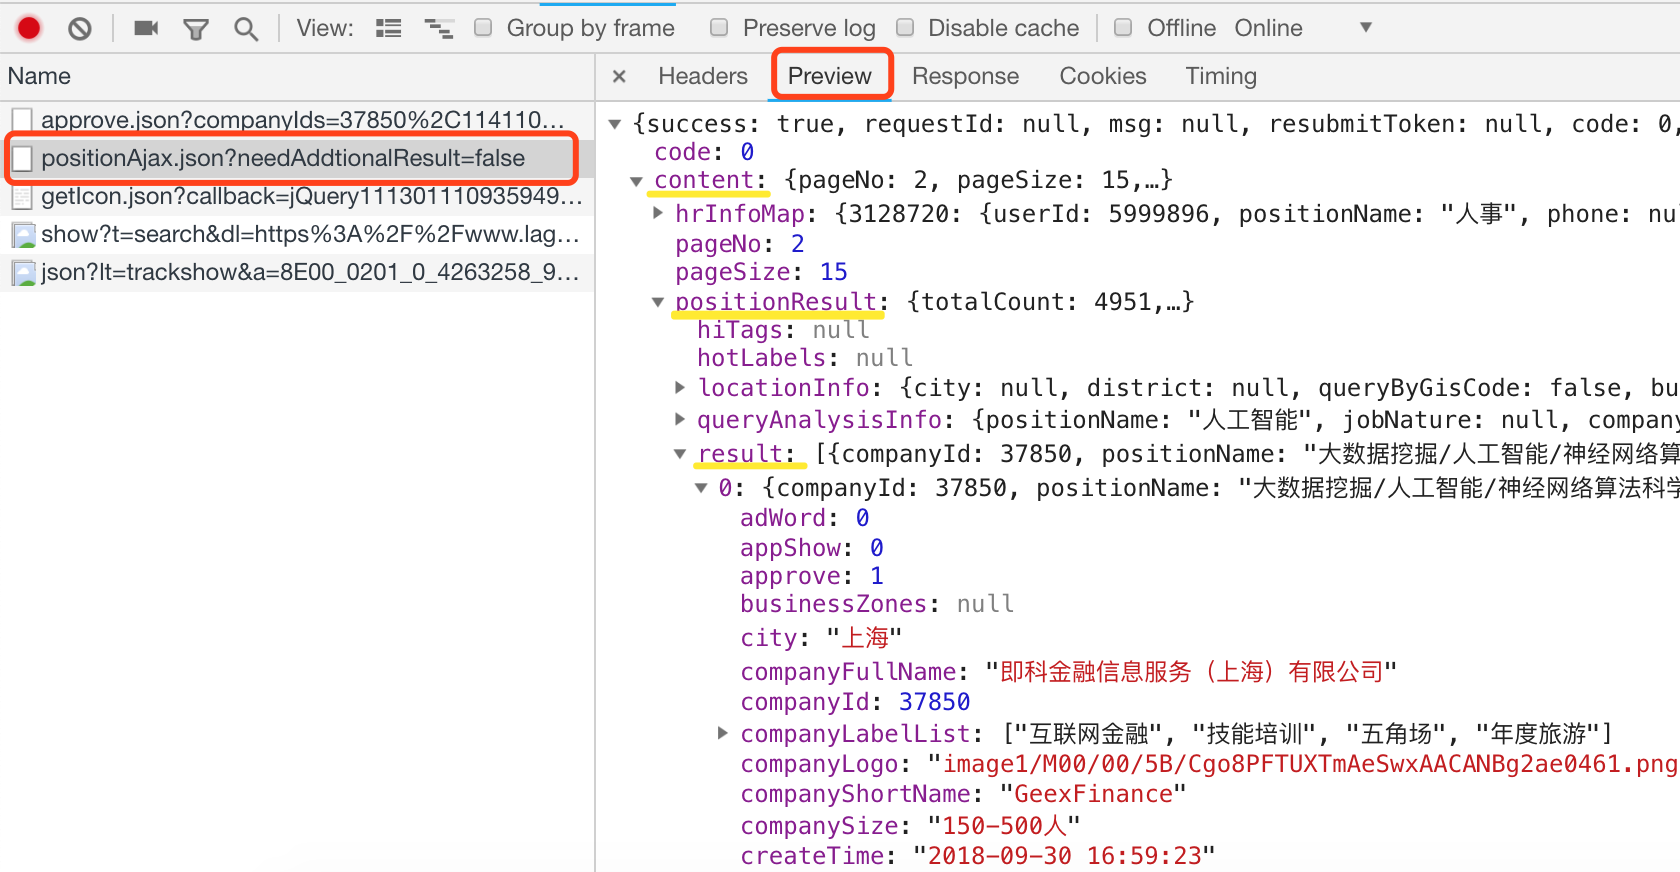 View: Group by frame Preserve log Disable cache Offline Online
Name
× Headers Preview Response Cookies Timing
approve.json?companyIds=37850%2C114110...
positionAjax.json?needAddtionalResult=false
getIcon.json?callback=jQuery111301110935949...
show?t=search&dl=https%3A%2F%2Fwww.lag...
json?lt=trackshow&a=8E00_0201_0_4263258_9...
{success: true, requestId: null, msg: null, resubmitToken: null, code: 0,
code: 0
content: {pageNo: 2, pageSize: 15,…}
hrInfoMap: {3128720: {userId: 5999896, positionName: "人事", phone: nu
pageNo: 2
pageSize: 15
positionResult: {totalCount: 4951,…}
hiTags: null
hotLabels: null
locationInfo: {city: null, district: null, queryByGisCode: false, bu
queryAnalysisInfo: {positionName: "人工智能", jobNature: null, company
result: [{companyId: 37850, positionName: "大数据挖掘/人工智能/神经网络算
0: {companyId: 37850, positionName: "大数据挖掘/人工智能/神经网络算法科学
adWord: 0
appShow: 0
approve: 1
businessZones: null
city: "上海"
companyFullName: "即科金融信息服务（上海）有限公司"
companyId: 37850
companyLabelList: ["互联网金融", "技能培训", "五角场", "年度旅游"]
companyLogo: "image1/M00/00/5B/Cgo8PFTUXTmAeSwxAACANBg2ae0461.png
companyShortName: "GeexFinance"
companySize: "150-500人"
createTime: "2018-09-30 16:59:23"